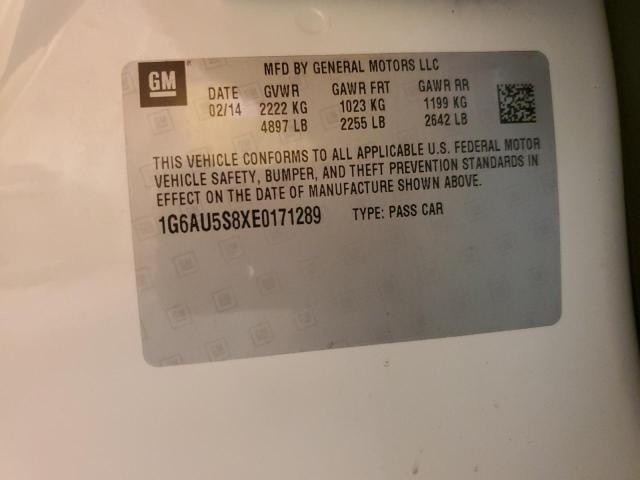 GM
MFD BY GENERAL MOTORS LLC
DATE GVWR GAWR FRT GAWR RR
02/14 2222 KG 1023 KG 1199 KG
4897 LB 2255 LB 2642 LB
THIS VEHICLE CONFORMS TO ALL APPLICABLE U.S. FEDERAL MOTOR
VEHICLE SAFETY, BUMPER, AND THEFT PREVENTION STANDARDS IN
EFFECT ON THE DATE OF MANUFACTURE SHOWN ABOVE.
1G6AU5S8XE0171289 TYPE: PASS CAR